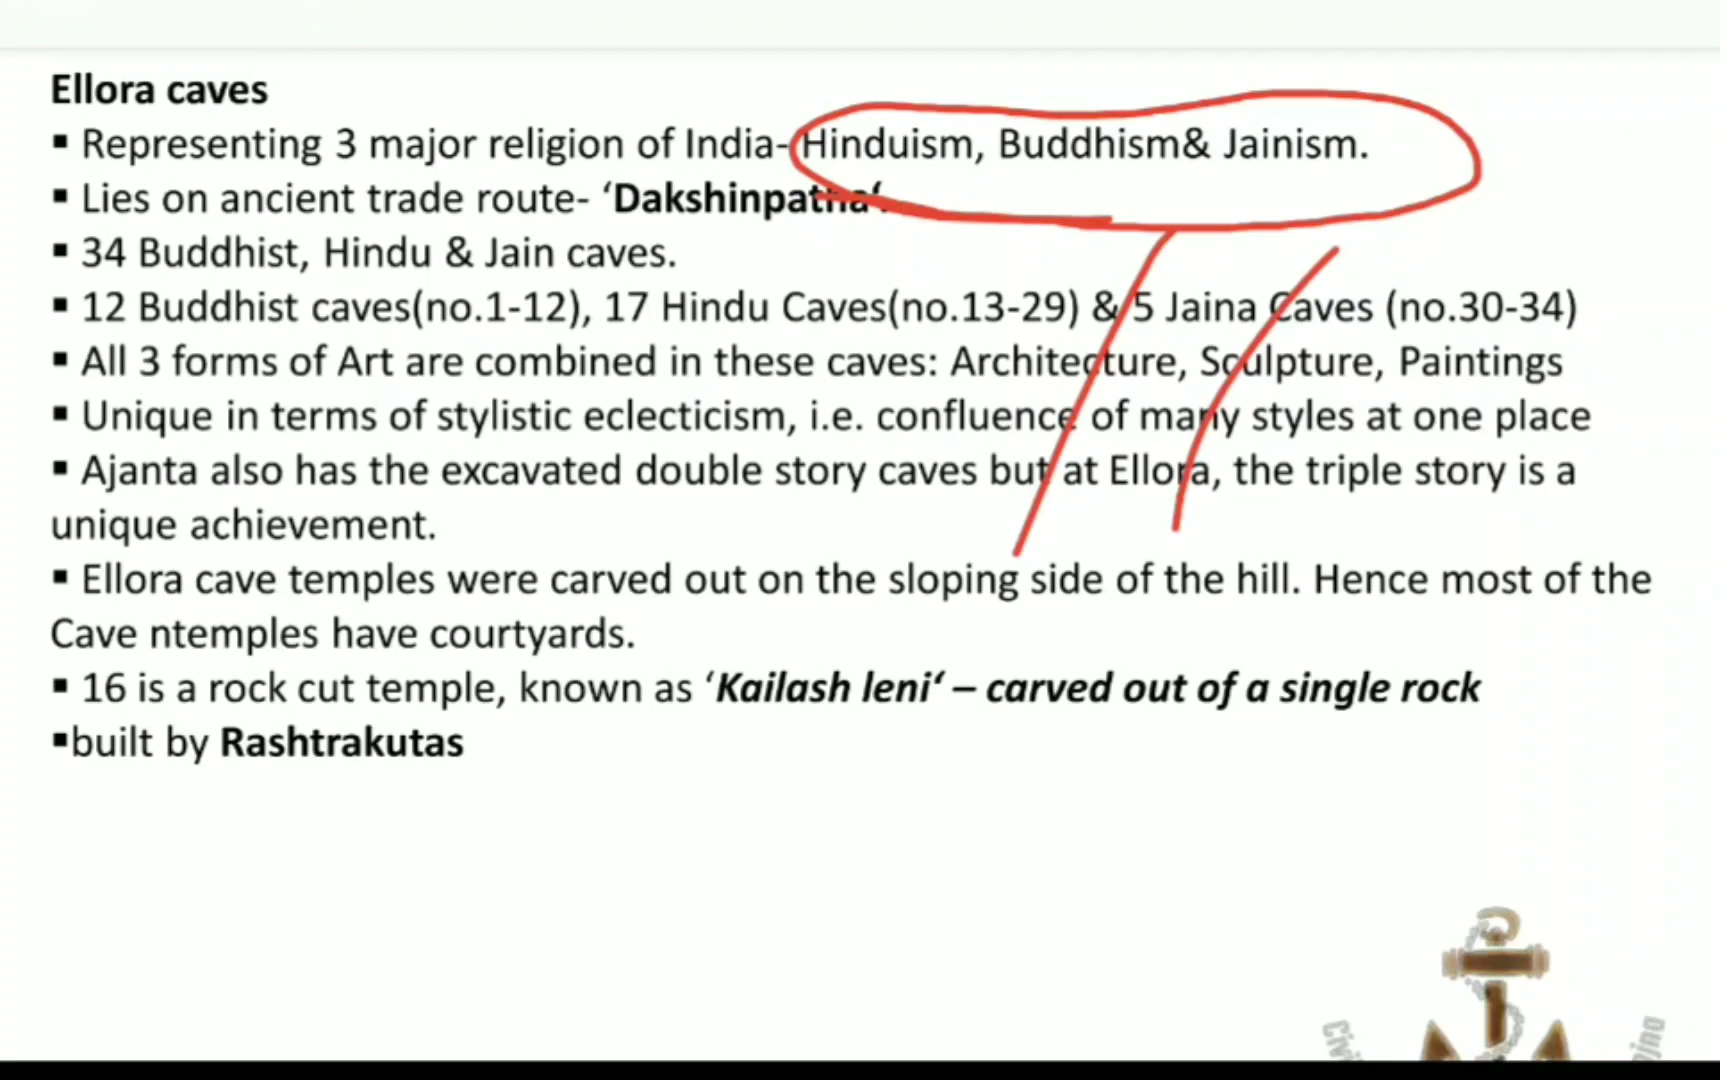 Ellora caves
▪ Representing 3 major religion of India- Hinduism, Buddhism& Jainism.
▪ Lies on ancient trade route- ‘Dakshinpatha‘.
▪ 34 Buddhist, Hindu & Jain caves.
▪ 12 Buddhist caves(no.1-12), 17 Hindu Caves(no.13-29) & 5 Jaina Caves (no.30-34)
▪ All 3 forms of Art are combined in these caves: Architecture, Sculpture, Paintings
▪ Unique in terms of stylistic eclecticism, i.e. confluence of many styles at one place
▪ Ajanta also has the excavated double story caves but at Ellora, the triple story is a
unique achievement.
▪ Ellora cave temples were carved out on the sloping side of the hill. Hence most of the
Cave ntemples have courtyards.
▪ 16 is a rock cut temple, known as ‘Kailash leni‘ – carved out of a single rock
▪built by Rashtrakutas